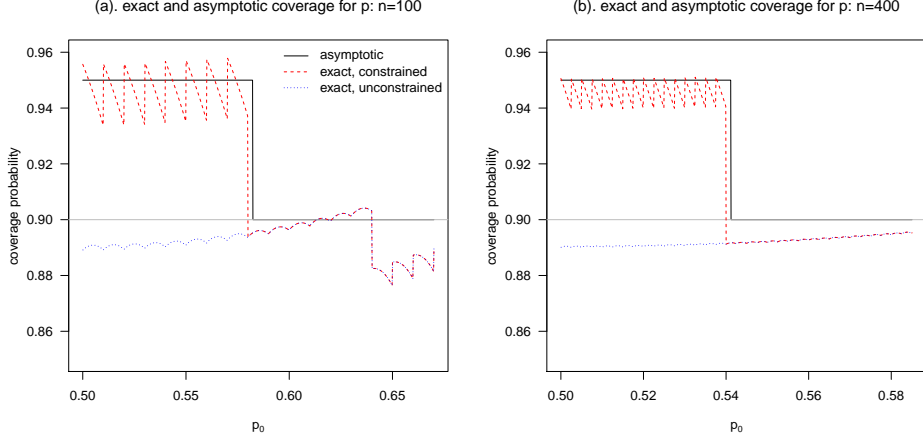 (a). exact and asymptotic coverage for p: n=100
0.96
0.94
0.92
0.90
0.88
0.86
coverage probability
asymptotic
exact, constrained
exact, unconstrained
0.50
0.55
0.60
0.65
p0
(b). exact and asymptotic coverage for p: n=400
0.96
0.94
0.92
0.90
0.88
0.86
coverage probability
0.50
0.52
0.54
0.56
0.58
p0